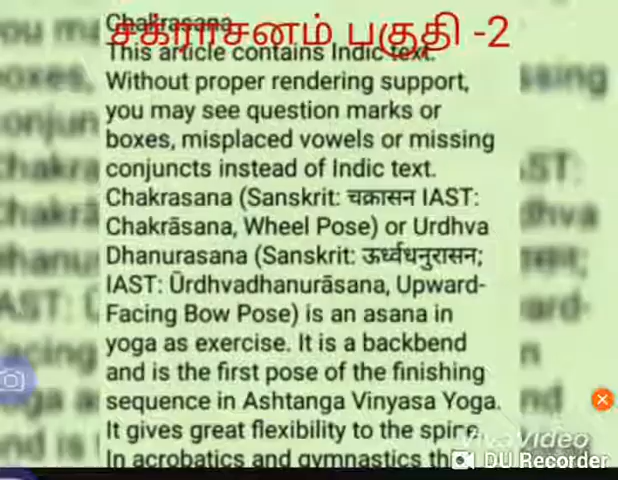 Chakrasana
சக்ராசனம் பகுதி -2
This article contains Indic text.
Without proper rendering support,
you may see question marks or
boxes, misplaced vowels or missing
conjuncts instead of Indic text.
Chakrasana (Sanskrit: चक्रासन IAST:
Chakrāsana, Wheel Pose) or Urdhva
Dhanurasana (Sanskrit: ऊर्ध्वधनुरासन;
IAST: Ūrdhvadhanurāsana, Upward-
Facing Bow Pose) is an asana in
yoga as exercise. It is a backbend
and is the first pose of the finishing
sequence in Ashtanga Vinyasa Yoga.
It gives great flexibility to the spine.
In acrobatics and gymnastics
VivaVideo
DU Recorder